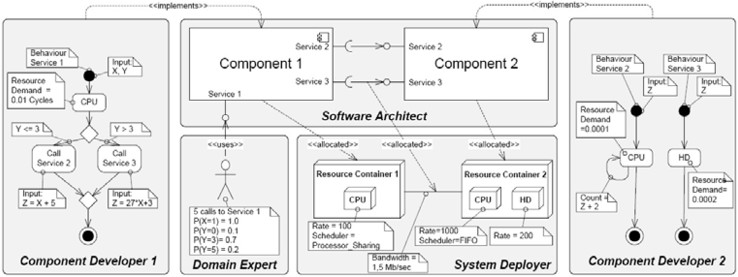 <<implements>>
<<implements>>
Behaviour
Service 1
Input:
X, Y
Resource
Demand =
0.01 Cycles
CPU
Y <= 3
Y > 3
Call
Service 2
Call
Service 3
Input:
Z = X + 5
Input:
Z = 27*X+3
Component Developer 1
Component 1
Service 2
Service 3
Service 1
Component 2
Service 2
Service 3
Software Architect
<<uses>>
5 calls to Service 1
P(X=1) = 1.0
P(Y=0) = 0.1
P(Y=3)= 0.7
P(Y=5) = 0.2
Domain Expert
<<allocated>>
<<allocated>>
<<allocated>>
Resource Container 1
CPU
Resource Container 2
CPU
HD
Rate = 100
Scheduler =
Processor_Sharing
Rate=1000
Scheduler=FIFO
Rate = 200
Bandwidth =
1,5 Mb/sec
System Deployer
Behaviour
Service 2
Input:
Z
Behaviour
Service 3
Input:
Z
Resource
Demand
=0.0001
CPU
HD
Count =
Z + 2
Resource
Demand=
0.0002
Component Developer 2